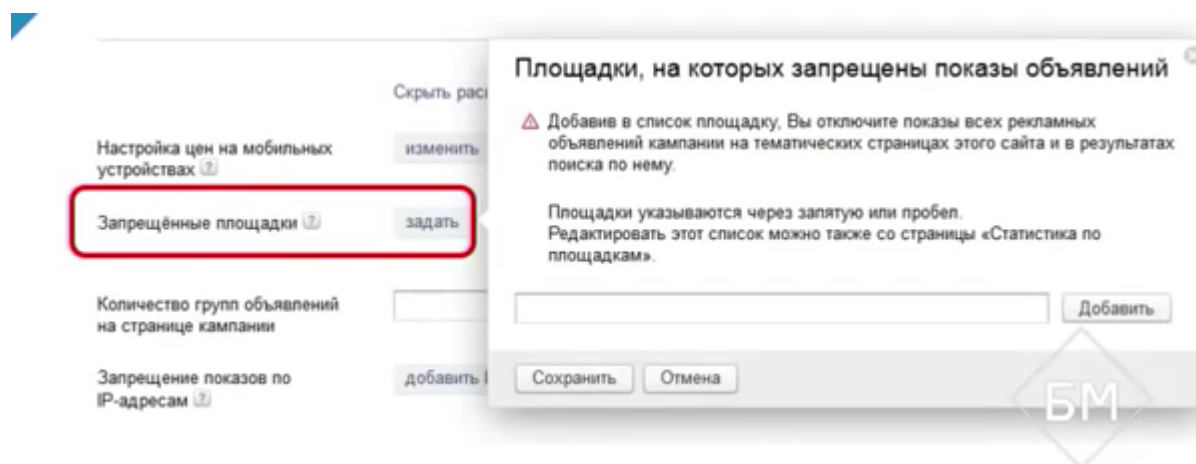 Площадки, на которых запрещены показы объявлений
Скрыть
Добавив в список площадку, Вы отключите показы всех рекламных
объявлений кампании на тематических страницах этого сайта и в результатах
поиска по нему.
Настройка цен на мобильных
устройствах
изменить
Запрещённые площадки
задать
Площадки указываются через запятую или пробел.
Редактировать этот список можно также со страницы «Статистика по
площадкам».
Количество групп объявлений
на странице кампании
Добавить
Запрещение показов по
IP-адресам
добавить
Сохранить
Отмена
БМ